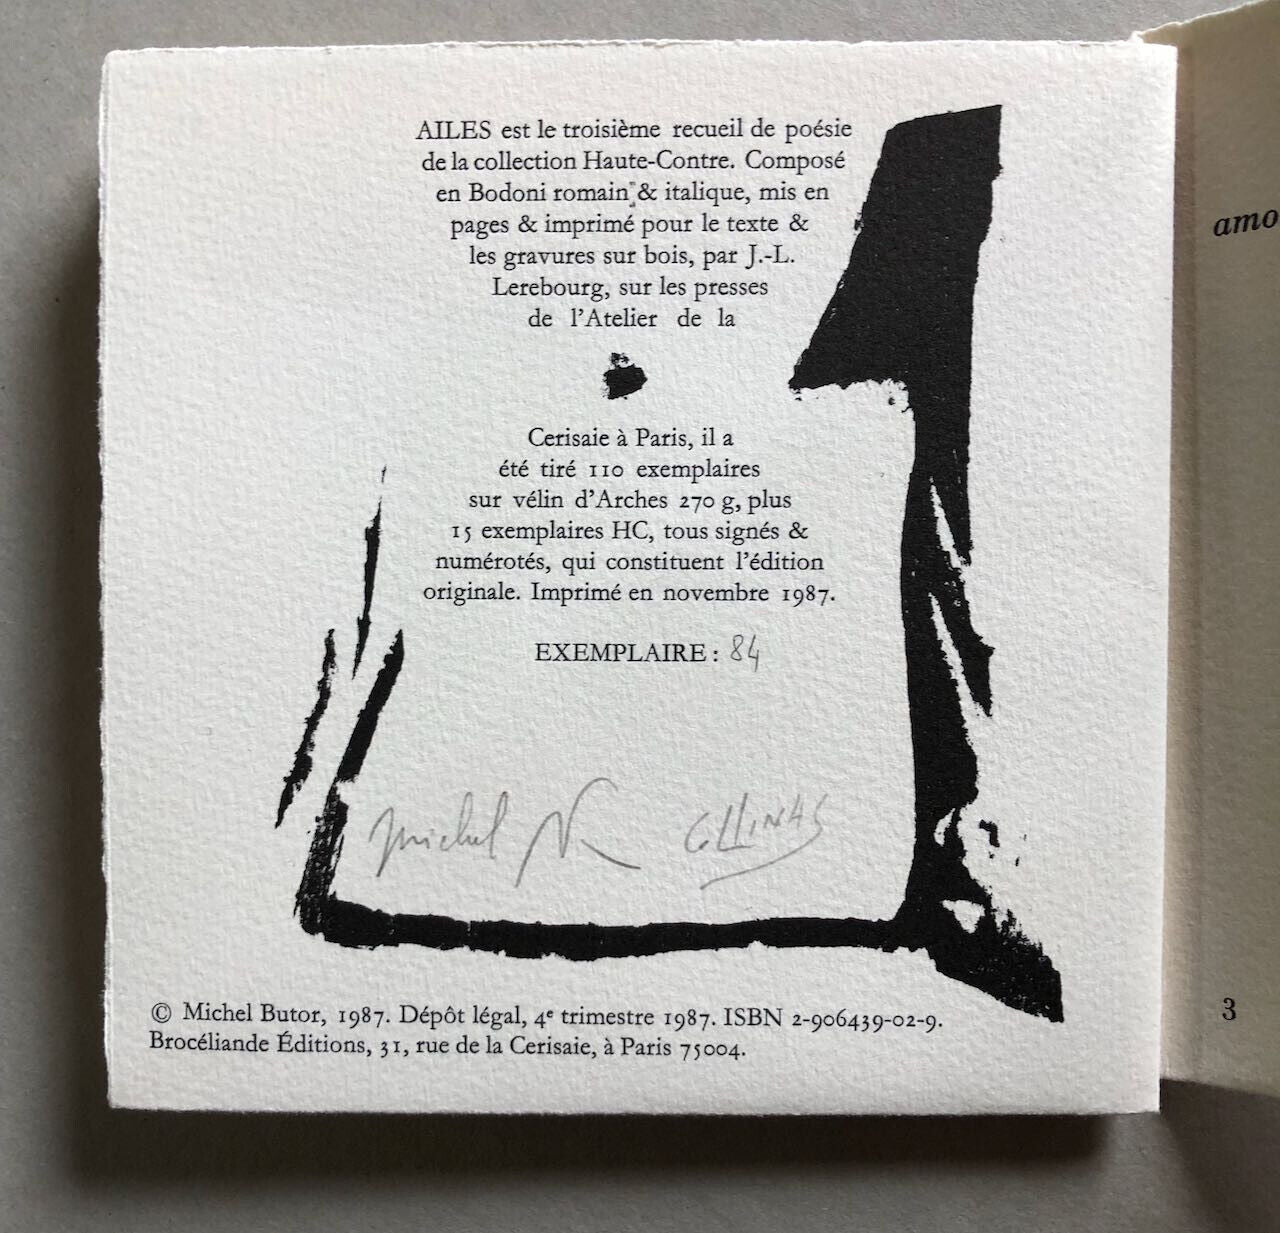 AILES est le troisième recueil de poésie
de la collection Haute-Contre. Composé
en Bodoni romain & italique, mis en
pages & imprimé pour le texte &
les gravures sur bois, par J.-L.
Lerebourg, sur les presses
de l'Atelier de la
Cerisaie à Paris, il a
été tiré 110 exemplaires
sur vélin d'Arches 270 g, plus
15 exemplaires HC, tous signés &
numérotés, qui constituent l'édition
originale. Imprimé en novembre 1987.
EXEMPLAIRE : 84
Michel
© Michel Butor, 1987. Dépôt légal, 4e trimestre 1987. ISBN 2-906439-02-9.
Brocéliande Éditions, 31, rue de la Cerisaie, à Paris 75004.
amo
3